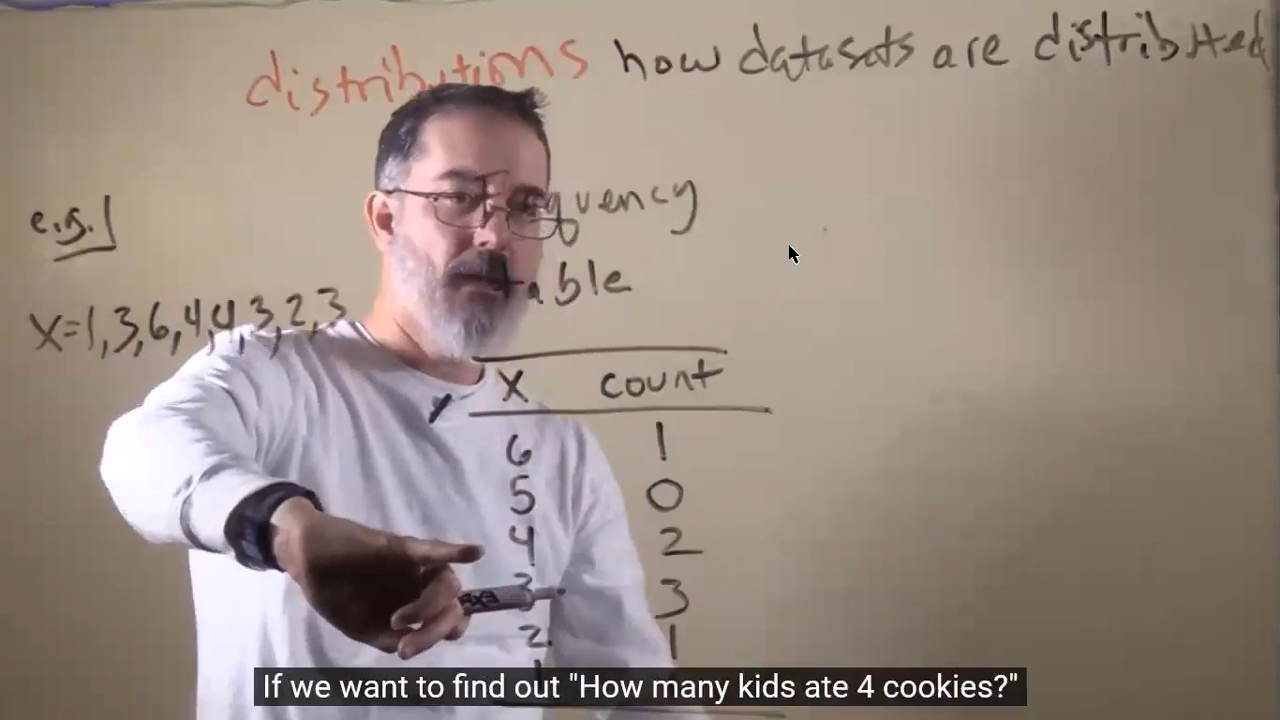 distributions how datasets are distributed
e.g.
quency
table
X=1,3,6,4,4,3,2,3
X count
6 1
5 0
4 2
3 3
2 1
If we want to find out "How many kids ate 4 cookies?"